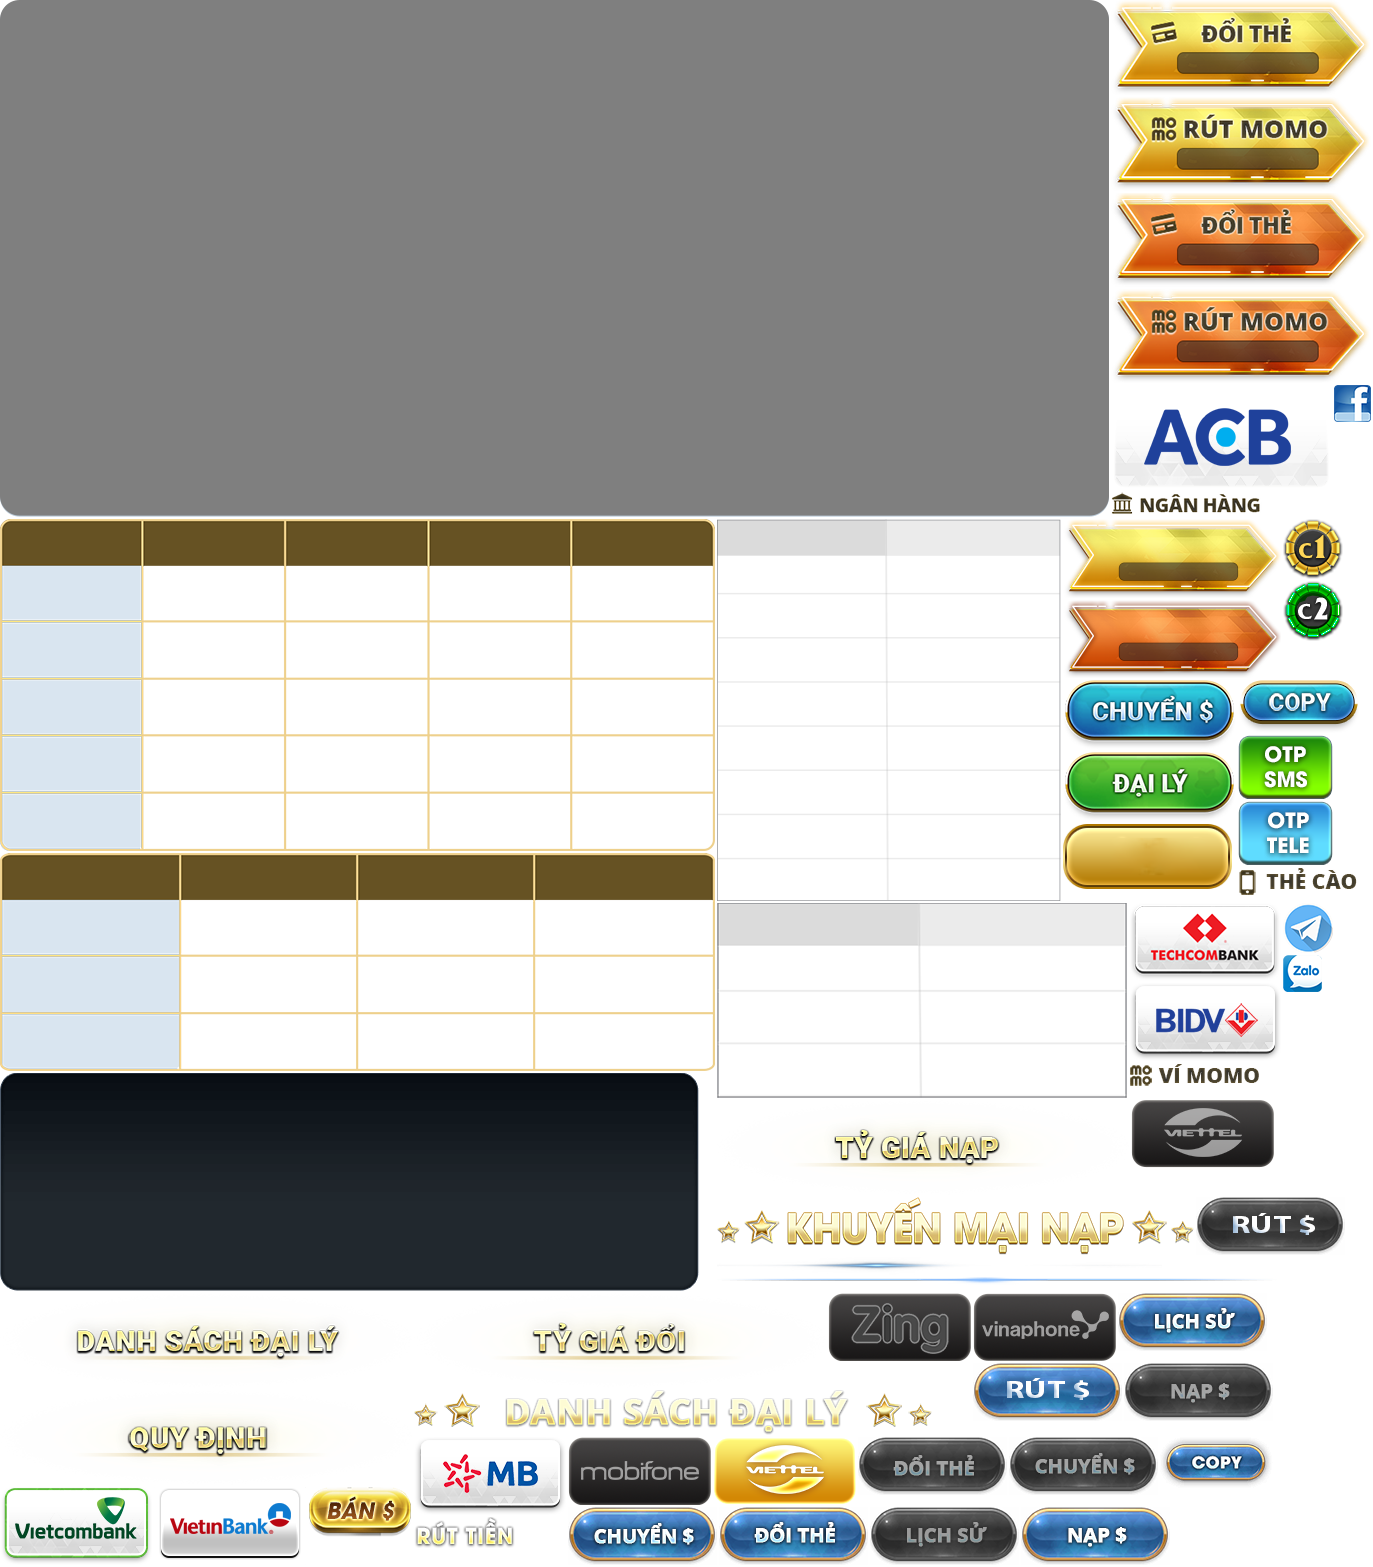 ĐỔI THẺ
momo RÚT MOMO
ĐỔI THẺ
momo RÚT MOMO
f
ACB
NGÂN HÀNG
c1
c2
CHUYỂN $
COPY
ĐẠI LÝ
OTP
SMS
OTP
TELE
THẺ CÀO
TECHCOMBANK
Zalo
BIDV
momo VÍ MOMO
VIETTEL
TỶ GIÁ NẠP
KHUYẾN MẠI NẠP
RÚT $
Zing
vinaphone
LỊCH SỬ
DANH SÁCH ĐẠI LÝ
TỶ GIÁ ĐỔI
RÚT $
NẠP $
DANH SÁCH ĐẠI LÝ
QUY ĐỊNH
MB
mobifone
VIETTEL
ĐỔI THẺ
CHUYỂN $
COPY
Vietcombank
VietinBank
BÁN $
RÚT TIỀN
CHUYỂN $
ĐỔI THẺ
LỊCH SỬ
NẠP $